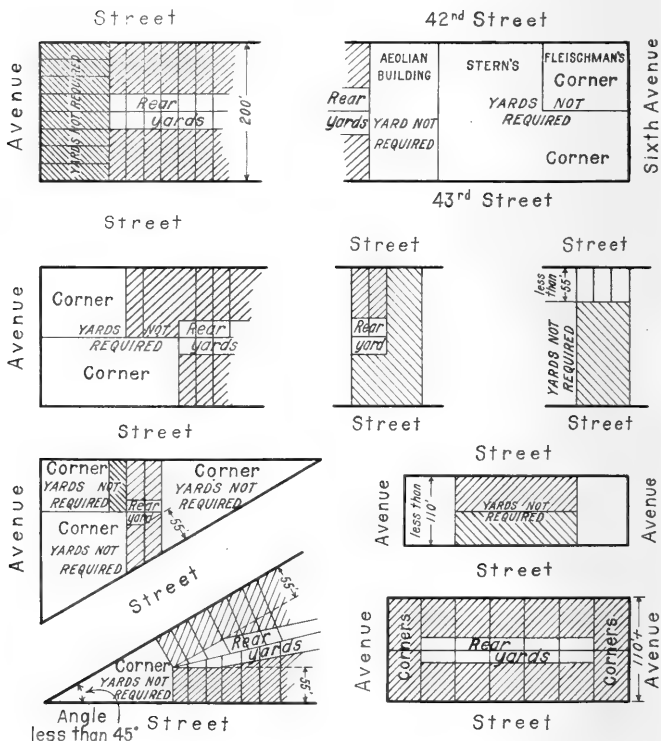 Street
Avenue
YARDS NOT REQUIRED
Rear
yards
200'
42nd Street
AEOLIAN
BUILDING
STERN'S
FLEISCHMAN'S
Corner
Rear
yards
YARD NOT
REQUIRED
YARDS NOT
REQUIRED
Corner
Sixth Avenue
43rd Street
Street
Avenue
Corner
YARDS NOT
REQUIRED
Rear
yards
Corner
Street
Street
Rear
yard
Street
less
than
55'
YARDS NOT
REQUIRED
Street
Street
Avenue
Corner
YARDS NOT
REQUIRED
Corner
YARDS NOT
REQUIRED
Rear
yard
55'
Corner
YARDS NOT
REQUIRED
Street
Street
Avenue
less than
110'
YARDS NOT
REQUIRED
Avenue
Street
Street
55'
Rear
yards
Corner
YARDS NOT
REQUIRED
55'
Angle
less than 45°
Street
Avenue
Corners
Rear
yards
Corners
110'+
Avenue
Street